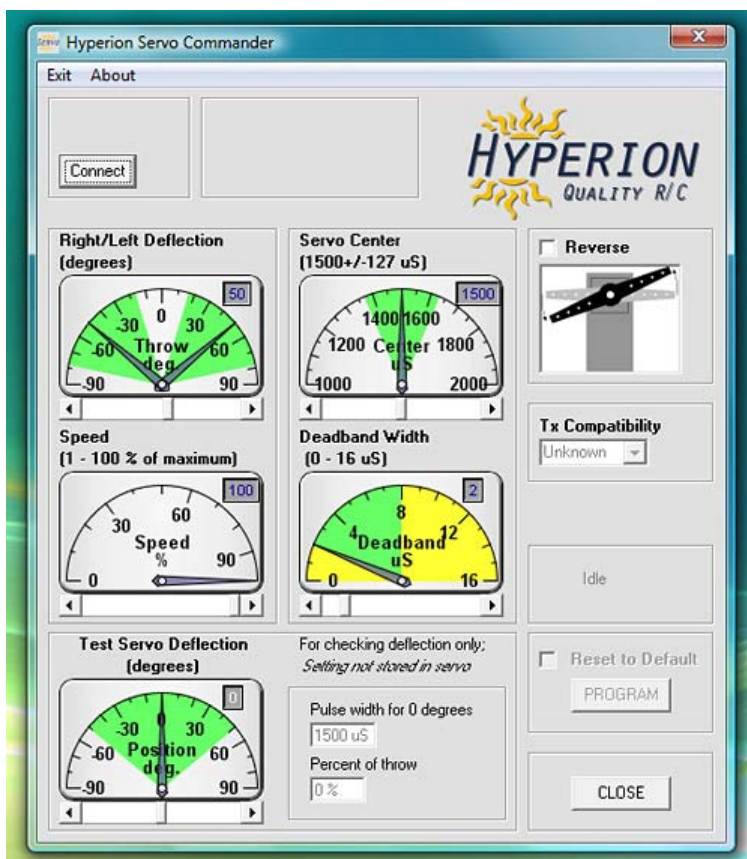 Servo Hyperion Servo Commander
X
Exit About
Connect
HYPERION
QUALITY R/C
Right/Left Deflection
(degrees)
50
-90 -60 -30 0 30 60 90
Throw
deg.
Servo Center
(1500+/-127 uS)
1500
1000 1200 1400 1600 1800 2000
Center
uS
Reverse
Speed
(1 - 100 % of maximum)
100
0 30 60 90
Speed
%
Deadband Width
(0 - 16 uS)
2
0 4 8 12 16
Deadband
uS
Tx Compatibility
Unknown
Idle
Test Servo Deflection
(degrees)
0
-90 -60 -30 0 30 60 90
Position
deg.
For checking deflection only;
Setting not stored in servo
Pulse width for 0 degrees
1500 uS
Percent of throw
0 %
Reset to Default
PROGRAM
CLOSE